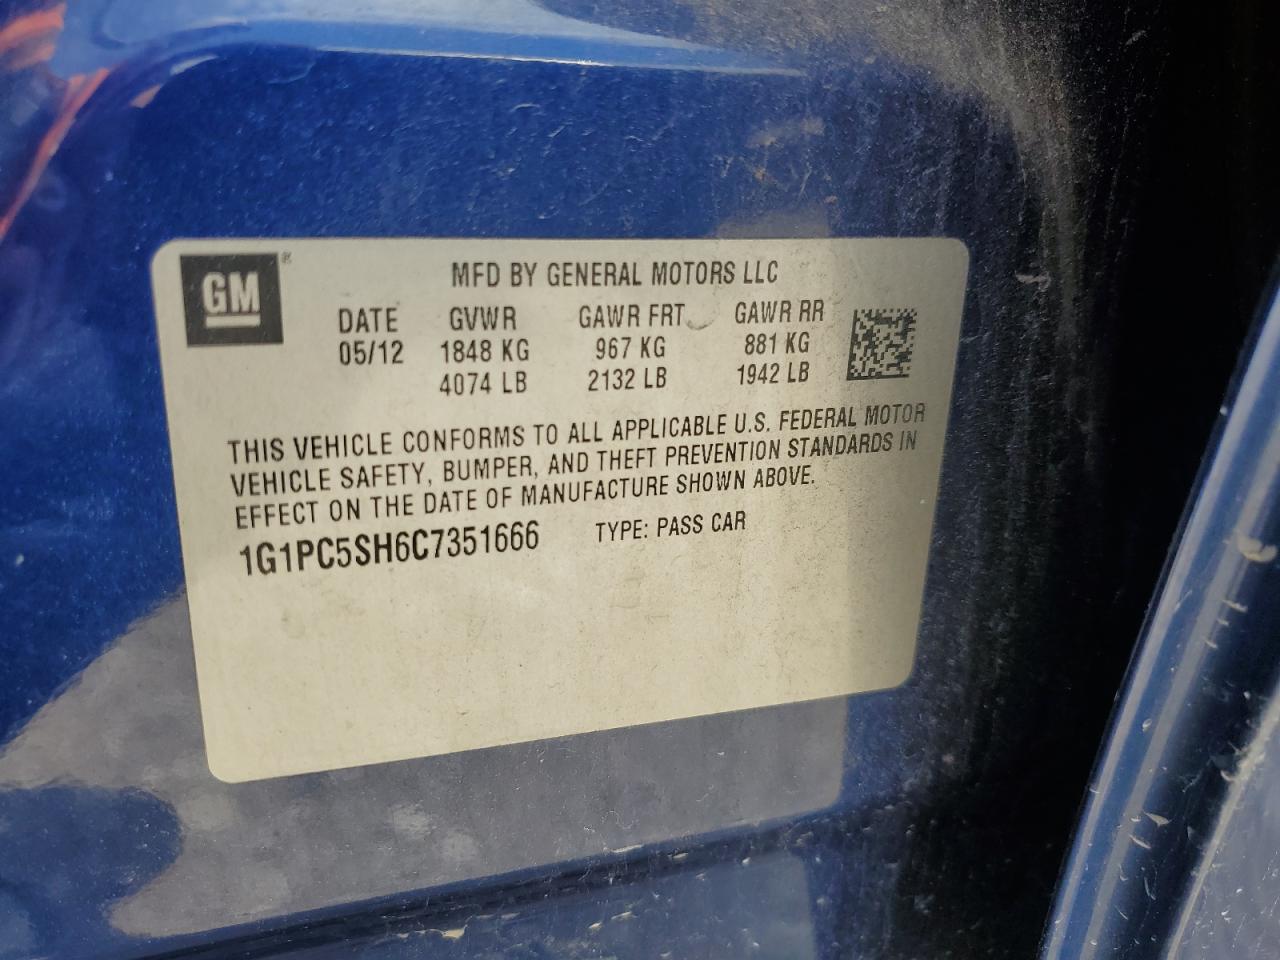 GM ®
MFD BY GENERAL MOTORS LLC
DATE GVWR GAWR FRT GAWR RR
05/12 1848 KG 967 KG 881 KG
4074 LB 2132 LB 1942 LB
THIS VEHICLE CONFORMS TO ALL APPLICABLE U.S. FEDERAL MOTOR
VEHICLE SAFETY, BUMPER, AND THEFT PREVENTION STANDARDS IN
EFFECT ON THE DATE OF MANUFACTURE SHOWN ABOVE.
1G1PC5SH6C7351666 TYPE: PASS CAR